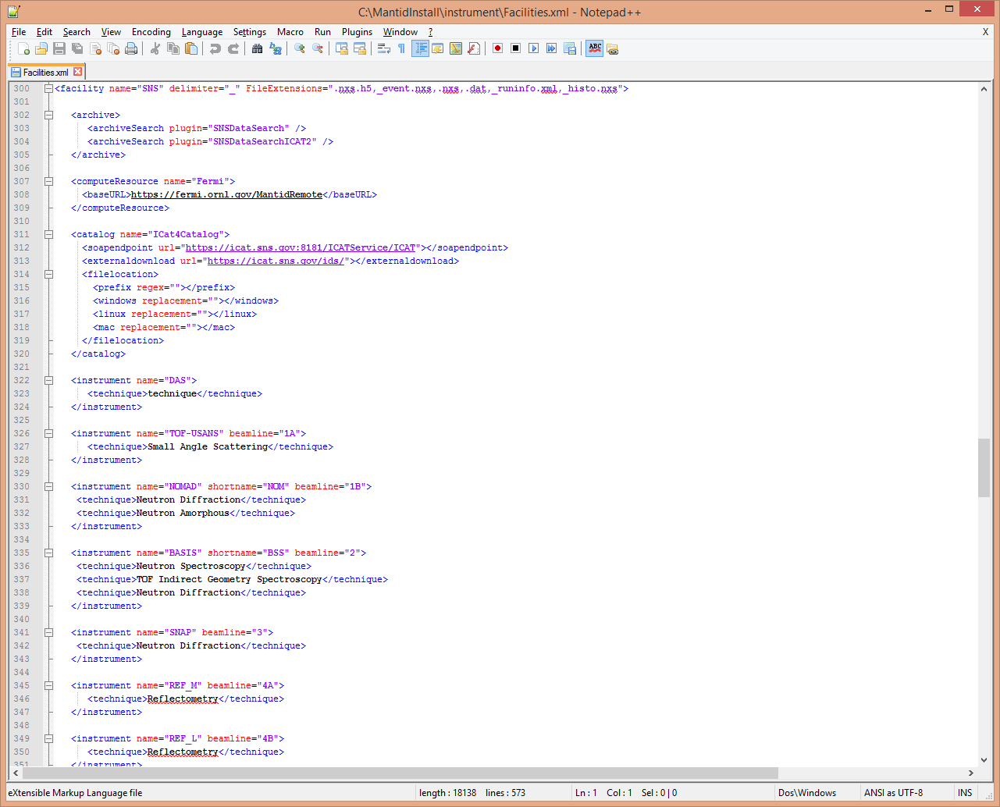 C:\MantidInstall\instrument\Facilities.xml - Notepad++
File Edit Search View Encoding Language Settings Macro Run Plugins Window ? X
ABC
Facilities.xml
300 <facility name="SNS" delimiter="_" FileExtensions=".nxs.h5,_event.nxs,.nxs,.dat,_runinfo.xml,_histo.nxs">
301
302 <archive>
303 <archiveSearch plugin="SNSDataSearch" />
304 <archiveSearch plugin="SNSDataSearchICAT2" />
305 </archive>
306
307 <computeResource name="Fermi">
308 <baseURL>https://fermi.ornl.gov/MantidRemote</baseURL>
309 </computeResource>
310
311 <catalog name="ICat4Catalog">
312 <soapendpoint url="https://icat.sns.gov:8181/ICATService/ICAT"></soapendpoint>
313 <externaldownload url="https://icat.sns.gov/ids/"></externaldownload>
314 <filelocation>
315 <prefix regex=""></prefix>
316 <windows replacement=""></windows>
317 <linux replacement=""></linux>
318 <mac replacement=""></mac>
319 </filelocation>
320 </catalog>
321
322 <instrument name="DAS">
323 <technique>technique</technique>
324 </instrument>
325
326 <instrument name="TOF-USANS" beamline="1A">
327 <technique>Small Angle Scattering</technique>
328 </instrument>
329
330 <instrument name="NOMAD" shortname="NOM" beamline="1B">
331 <technique>Neutron Diffraction</technique>
332 <technique>Neutron Amorphous</technique>
333 </instrument>
334
335 <instrument name="BASIS" shortname="BSS" beamline="2">
336 <technique>Neutron Spectroscopy</technique>
337 <technique>TOF Indirect Geometry Spectroscopy</technique>
338 <technique>Neutron Diffraction</technique>
339 </instrument>
340
341 <instrument name="SNAP" beamline="3">
342 <technique>Neutron Diffraction</technique>
343 </instrument>
344
345 <instrument name="REF_M" beamline="4A">
346 <technique>Reflectometry</technique>
347 </instrument>
348
349 <instrument name="REF_L" beamline="4B">
350 <technique>Reflectometry</technique>
351 </instrument>
eXtensible Markup Language file length : 18138 lines : 573 Ln : 1 Col : 1 Sel : 0 | 0 Dos\Windows ANSI as UTF-8 INS